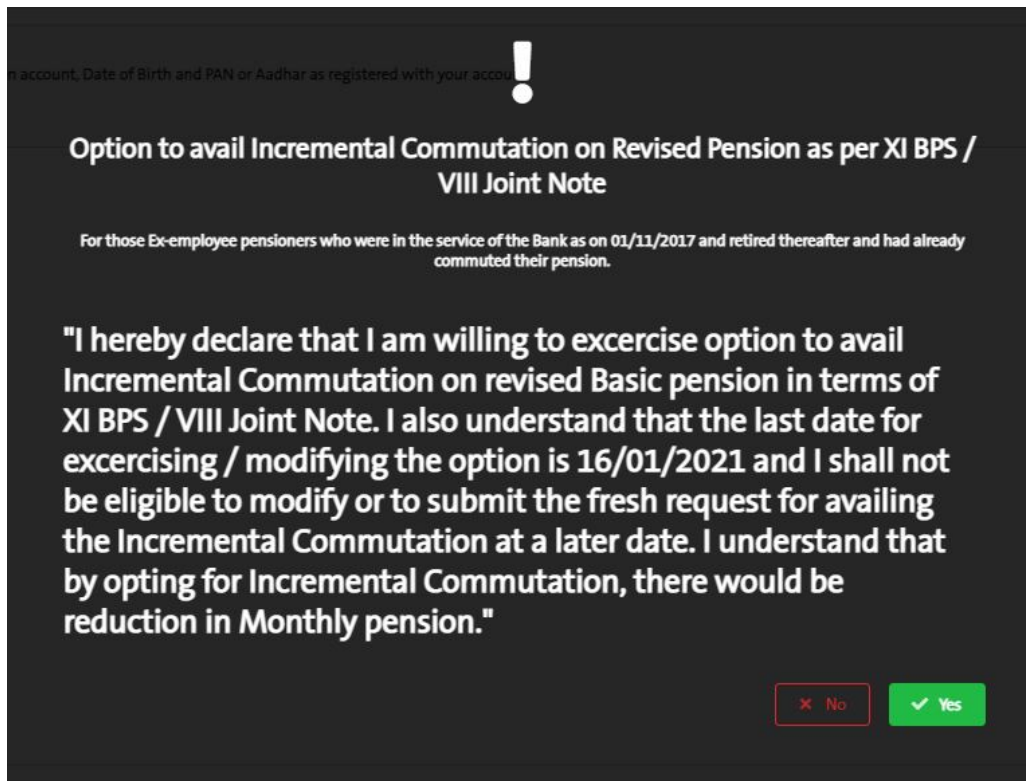 n account, Date of Birth and PAN or Aadhar as registered with your accou
Option to avail Incremental Commutation on Revised Pension as per XI BPS /
VIII Joint Note
For those Ex-employee pensioners who were in the service of the Bank as on 01/11/2017 and retired thereafter and had already
commuted their pension.
"I hereby declare that I am willing to excercise option to avail
Incremental Commutation on revised Basic pension in terms of
XI BPS / VIII Joint Note. I also understand that the last date for
excercising / modifying the option is 16/01/2021 and I shall not
be eligible to modify or to submit the fresh request for availing
the Incremental Commutation at a later date. I understand that
by opting for Incremental Commutation, there would be
reduction in Monthly pension."
No Yes